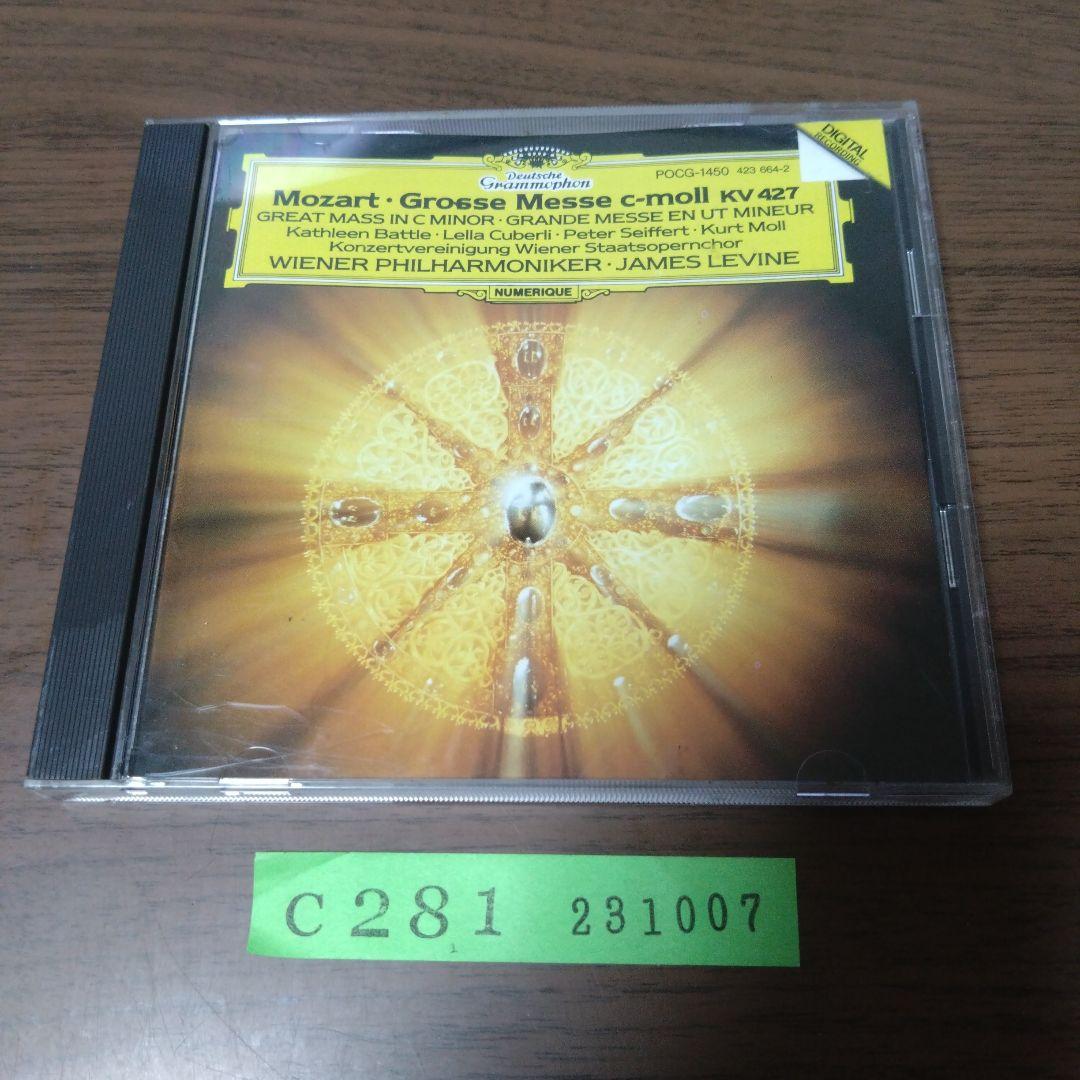 DIGITAL
RECORDING
Deutsche
Grammophon
POCG-1450 423 664-2
Mozart · Grosse Messe c-moll KV 427
GREAT MASS IN C MINOR · GRANDE MESSE EN UT MINEUR
Kathleen Battle · Lella Cuberli · Peter Seiffert · Kurt Moll
Konzertvereinigung Wiener Staatsopernchor
WIENER PHILHARMONIKER · JAMES LEVINE
NUMERIQUE
C281 231007